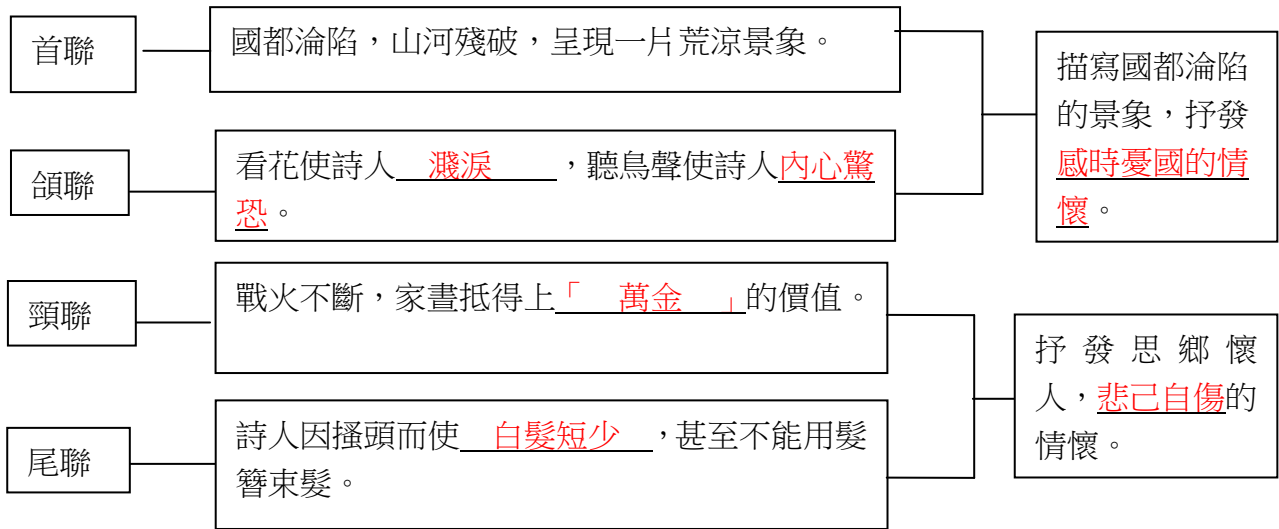 首聯
國都淪陷，山河殘破，呈現一片荒涼景象。
頷聯
看花使詩人 濺淚 ，聽鳥聲使詩人內心驚
恐。
描寫國都淪陷
的景象，抒發
感時憂國的情
懷。
頸聯
戰火不斷，家晝抵得上「 萬金 」的價值。
尾聯
詩人因搔頭而使 白髮短少 ，甚至不能用髮
簪束髮。
抒發思鄉懷
人，悲己自傷的
情懷。